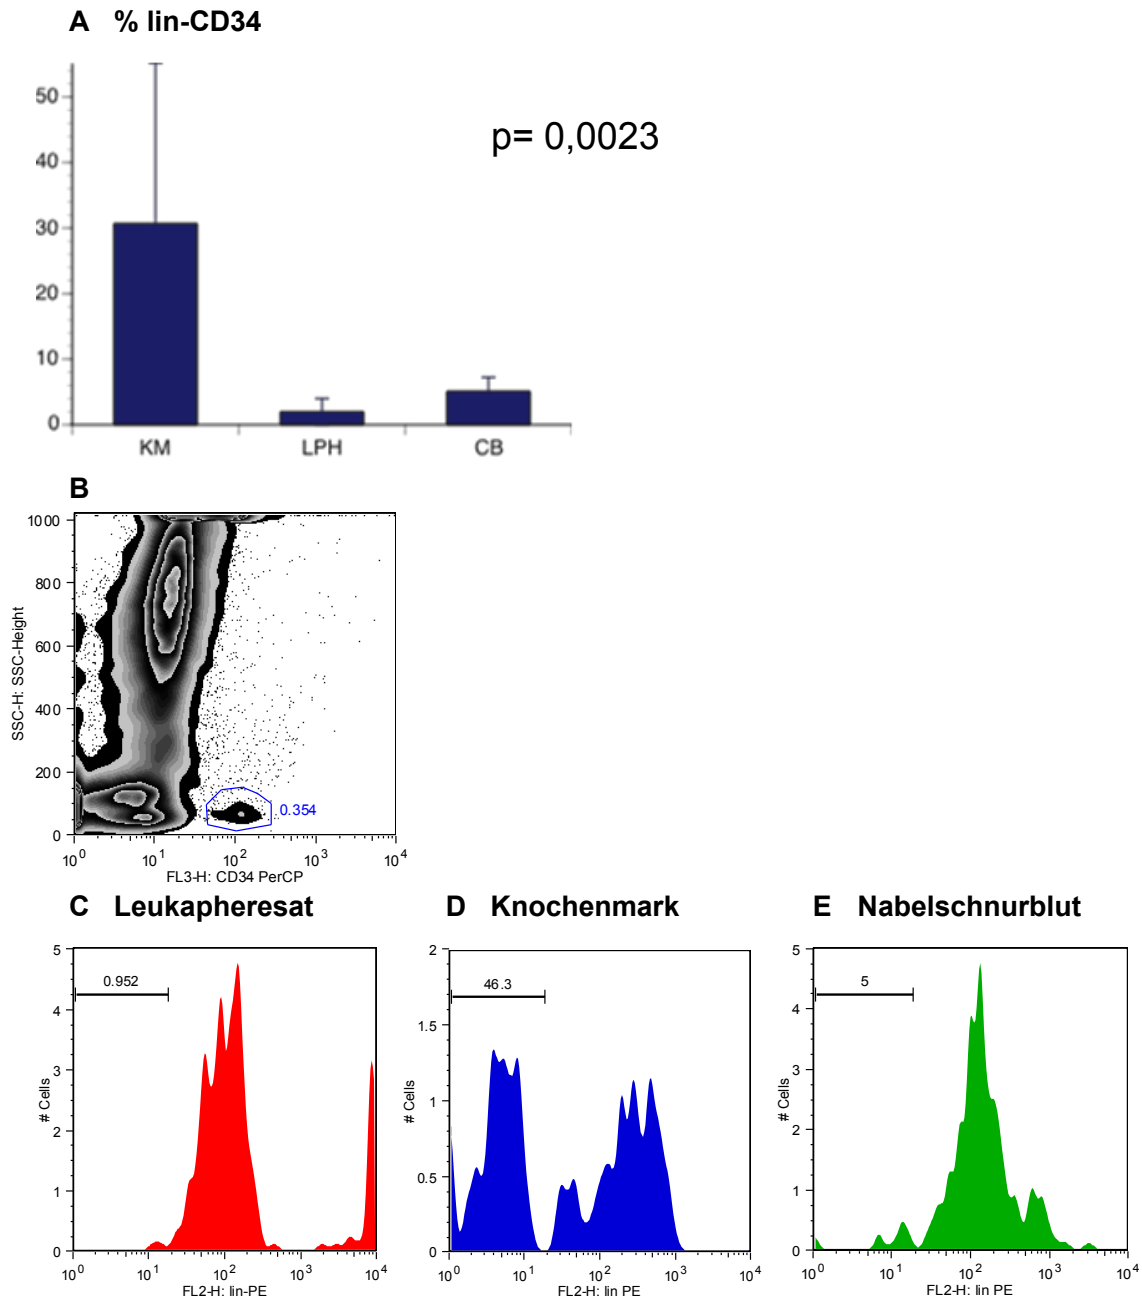 A % lin-CD34
50
40
30
20
10
0
p= 0,0023
KM LPH CB
B
1000
800
600
400
200
0
SSC-H: SSC-Height
0.354
10^0 10^1 10^2 10^3 10^4
FL3-H: CD34 PerCP
C Leukapheresat
5
4
3
2
1
0
# Cells
0.952
10^0 10^1 10^2 10^3 10^4
FL2-H: lin-PE
D Knochenmark
2
1.5
1
0.5
0
# Cells
46.3
10^0 10^1 10^2 10^3 10^4
FL2-H: lin PE
E Nabelschnurblut
5
4
3
2
1
0
# Cells
5
10^0 10^1 10^2 10^3 10^4
FL2-H: lin PE